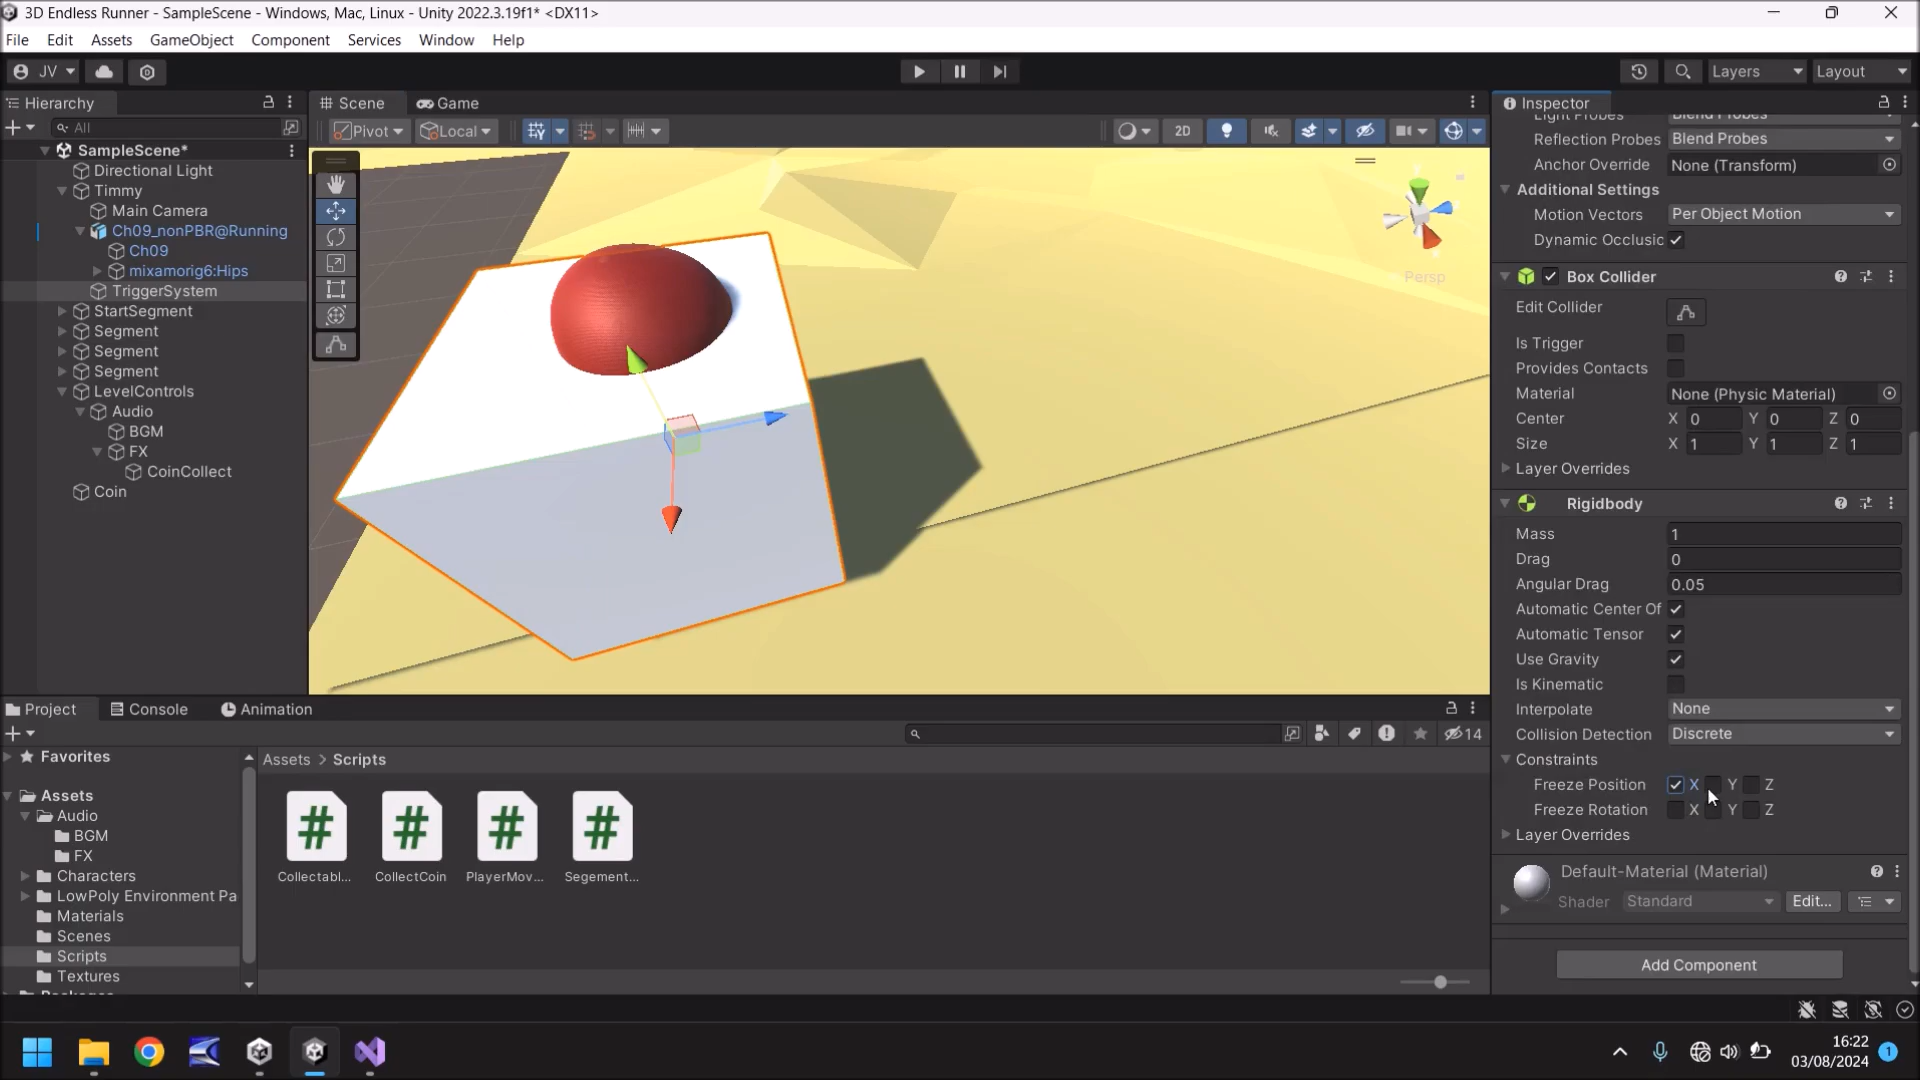 3D Endless Runner - SampleScene - Windows, Mac, Linux - Unity 2022.3.19f1* <DX11>
File Edit Assets GameObject Component Services Window Help
JV Layers Layout
Hierarchy
All
SampleScene*
Directional Light
Timmy
Main Camera
Ch09_nonPBR@Running
Ch09
mixamorig6:Hips
TriggerSystem
StartSegment
Segment
Segment
Segment
LevelControls
Audio
BGM
FX
CoinCollect
Coin
Scene Game
Pivot Local 2D
Persp
Inspector
Light Probes Blend Probes
Reflection Probes Blend Probes
Anchor Override None (Transform)
Additional Settings
Motion Vectors Per Object Motion
Dynamic Occlusic
Box Collider
Edit Collider
Is Trigger
Provides Contacts
Material None (Physic Material)
Center X 0 Y 0 Z 0
Size X 1 Y 1 Z 1
Layer Overrides
Rigidbody
Mass 1
Drag 0
Angular Drag 0.05
Automatic Center Of
Automatic Tensor
Use Gravity
Is Kinematic
Interpolate None
Collision Detection Discrete
Constraints
Freeze Position X Y Z
Freeze Rotation X Y Z
Layer Overrides
Default-Material (Material)
Shader Standard Edit...
Add Component
Project Console Animation
14
Favorites
Assets
Audio
BGM
FX
Characters
LowPoly Environment Pa
Materials
Scenes
Scripts
Textures
Assets > Scripts
Collectabl... CollectCoin PlayerMov... Segement...
16:22
03/08/2024
1